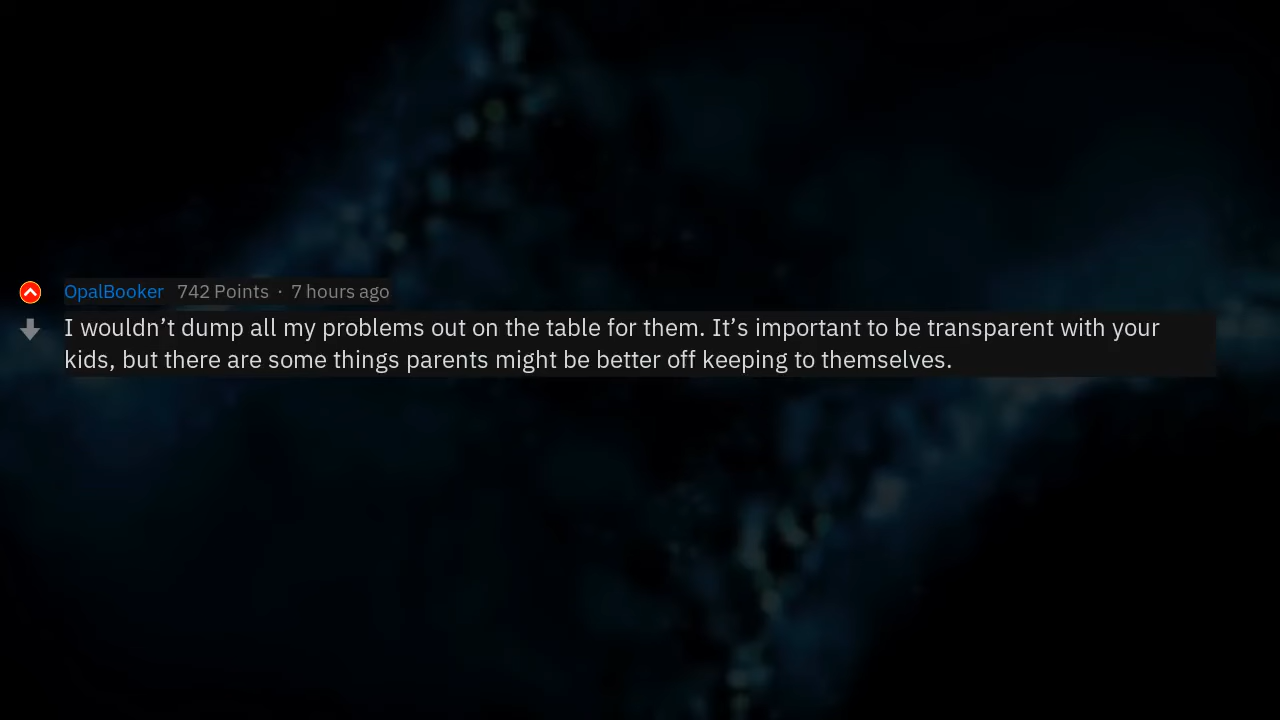 OpalBooker 742 Points · 7 hours ago
I wouldn’t dump all my problems out on the table for them. It’s important to be transparent with your
kids, but there are some things parents might be better off keeping to themselves.